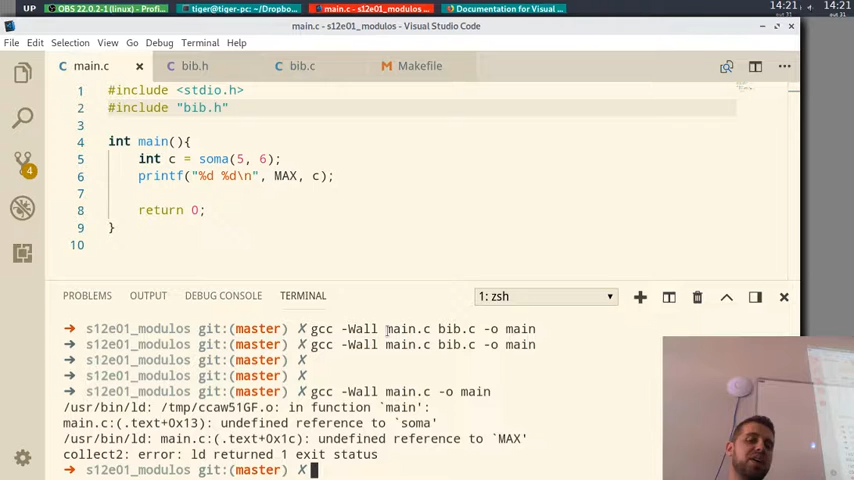 UP
OBS 22.0.2-1 (linux) - Profi...
tiger@tiger-pc: ~/Dropbo...
main.c - s12e01_modulos ...
Documentation for Visual ...
14:21
14:21
main.c - s12e01_modulos - Visual Studio Code
File Edit Selection View Go Debug Terminal Help
main.c × bib.h bib.c M Makefile
1 #include <stdio.h>
2 #include "bib.h"
3
4 int main(){
5 int c = soma(5, 6);
6 printf("%d %d\n", MAX, c);
7
8 return 0;
9 }
10
4
PROBLEMS OUTPUT DEBUG CONSOLE TERMINAL 1: zsh
→ s12e01_modulos git:(master) ✗ gcc -Wall main.c bib.c -o main
→ s12e01_modulos git:(master) ✗ gcc -Wall main.c bib.c -o main
→ s12e01_modulos git:(master) ✗
→ s12e01_modulos git:(master) ✗
→ s12e01_modulos git:(master) ✗ gcc -Wall main.c -o main
/usr/bin/ld: /tmp/ccaw51GF.o: in function `main':
main.c:(.text+0x13): undefined reference to `soma'
/usr/bin/ld: main.c:(.text+0x1c): undefined reference to `MAX'
collect2: error: ld returned 1 exit status
→ s12e01_modulos git:(master) ✗